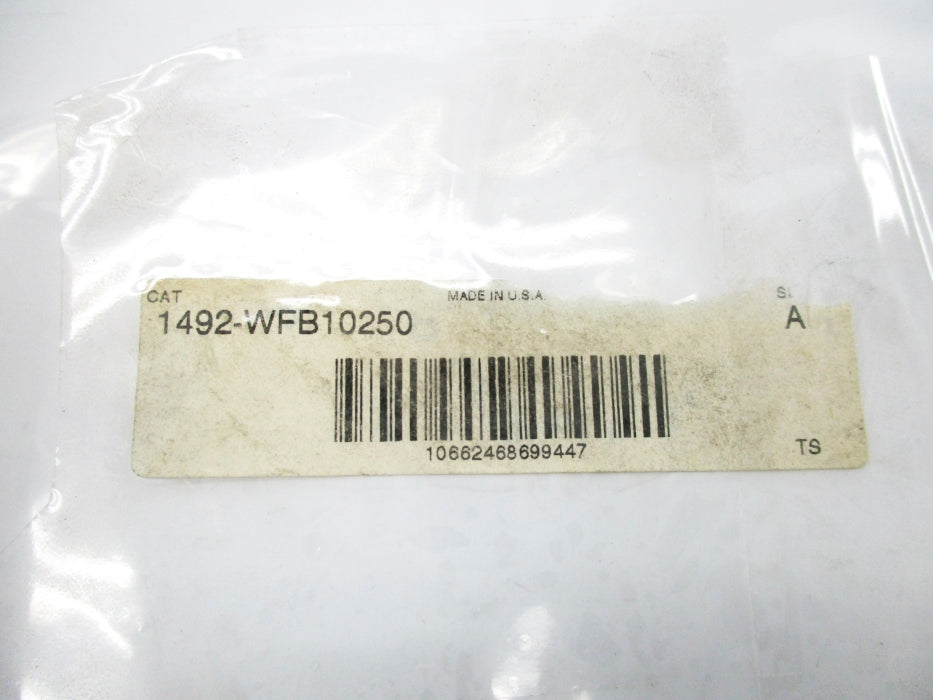 CAT MADE IN U.S.A.
1492-WFB10250 A
10662468699447
TS